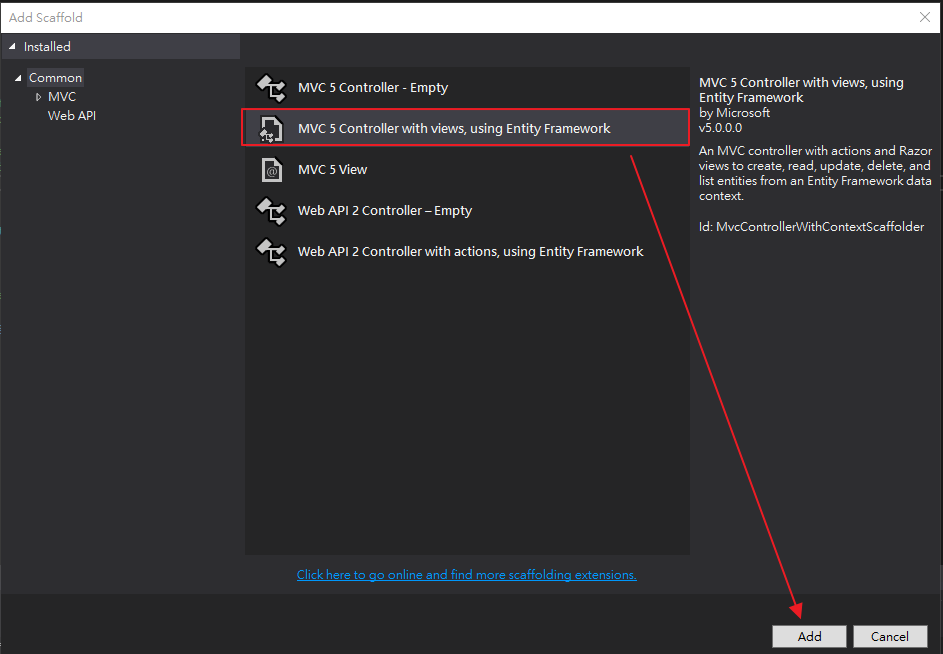 Add Scaffold
Installed
Common
MVC
Web API
MVC 5 Controller - Empty
MVC 5 Controller with views, using Entity Framework
@
MVC 5 View
Web API 2 Controller – Empty
Web API 2 Controller with actions, using Entity Framework
Click here to go online and find more scaffolding extensions.
MVC 5 Controller with views, using
Entity Framework
by Microsoft
v5.0.0.0
An MVC controller with actions and Razor
views to create, read, update, delete, and
list entities from an Entity Framework data
context.
Id: MvcControllerWithContextScaffolder
Add
Cancel